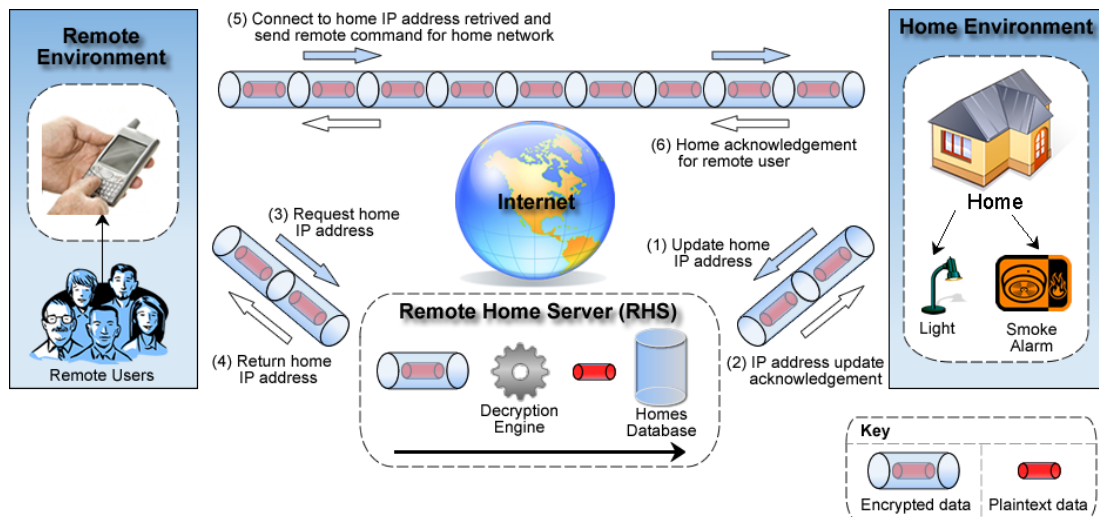 Remote
Environment
Remote Users
(5) Connect to home IP address retrived and
send remote command for home network
(6) Home acknowledgement
for remote user
Internet
(3) Request home
IP address
(4) Return home
IP address
(1) Update home
IP address
(2) IP address update
acknowledgement
Remote Home Server (RHS)
Decryption
Engine
Homes
Database
Home Environment
Home
Light
Smoke
Alarm
Key
Encrypted data
Plaintext data